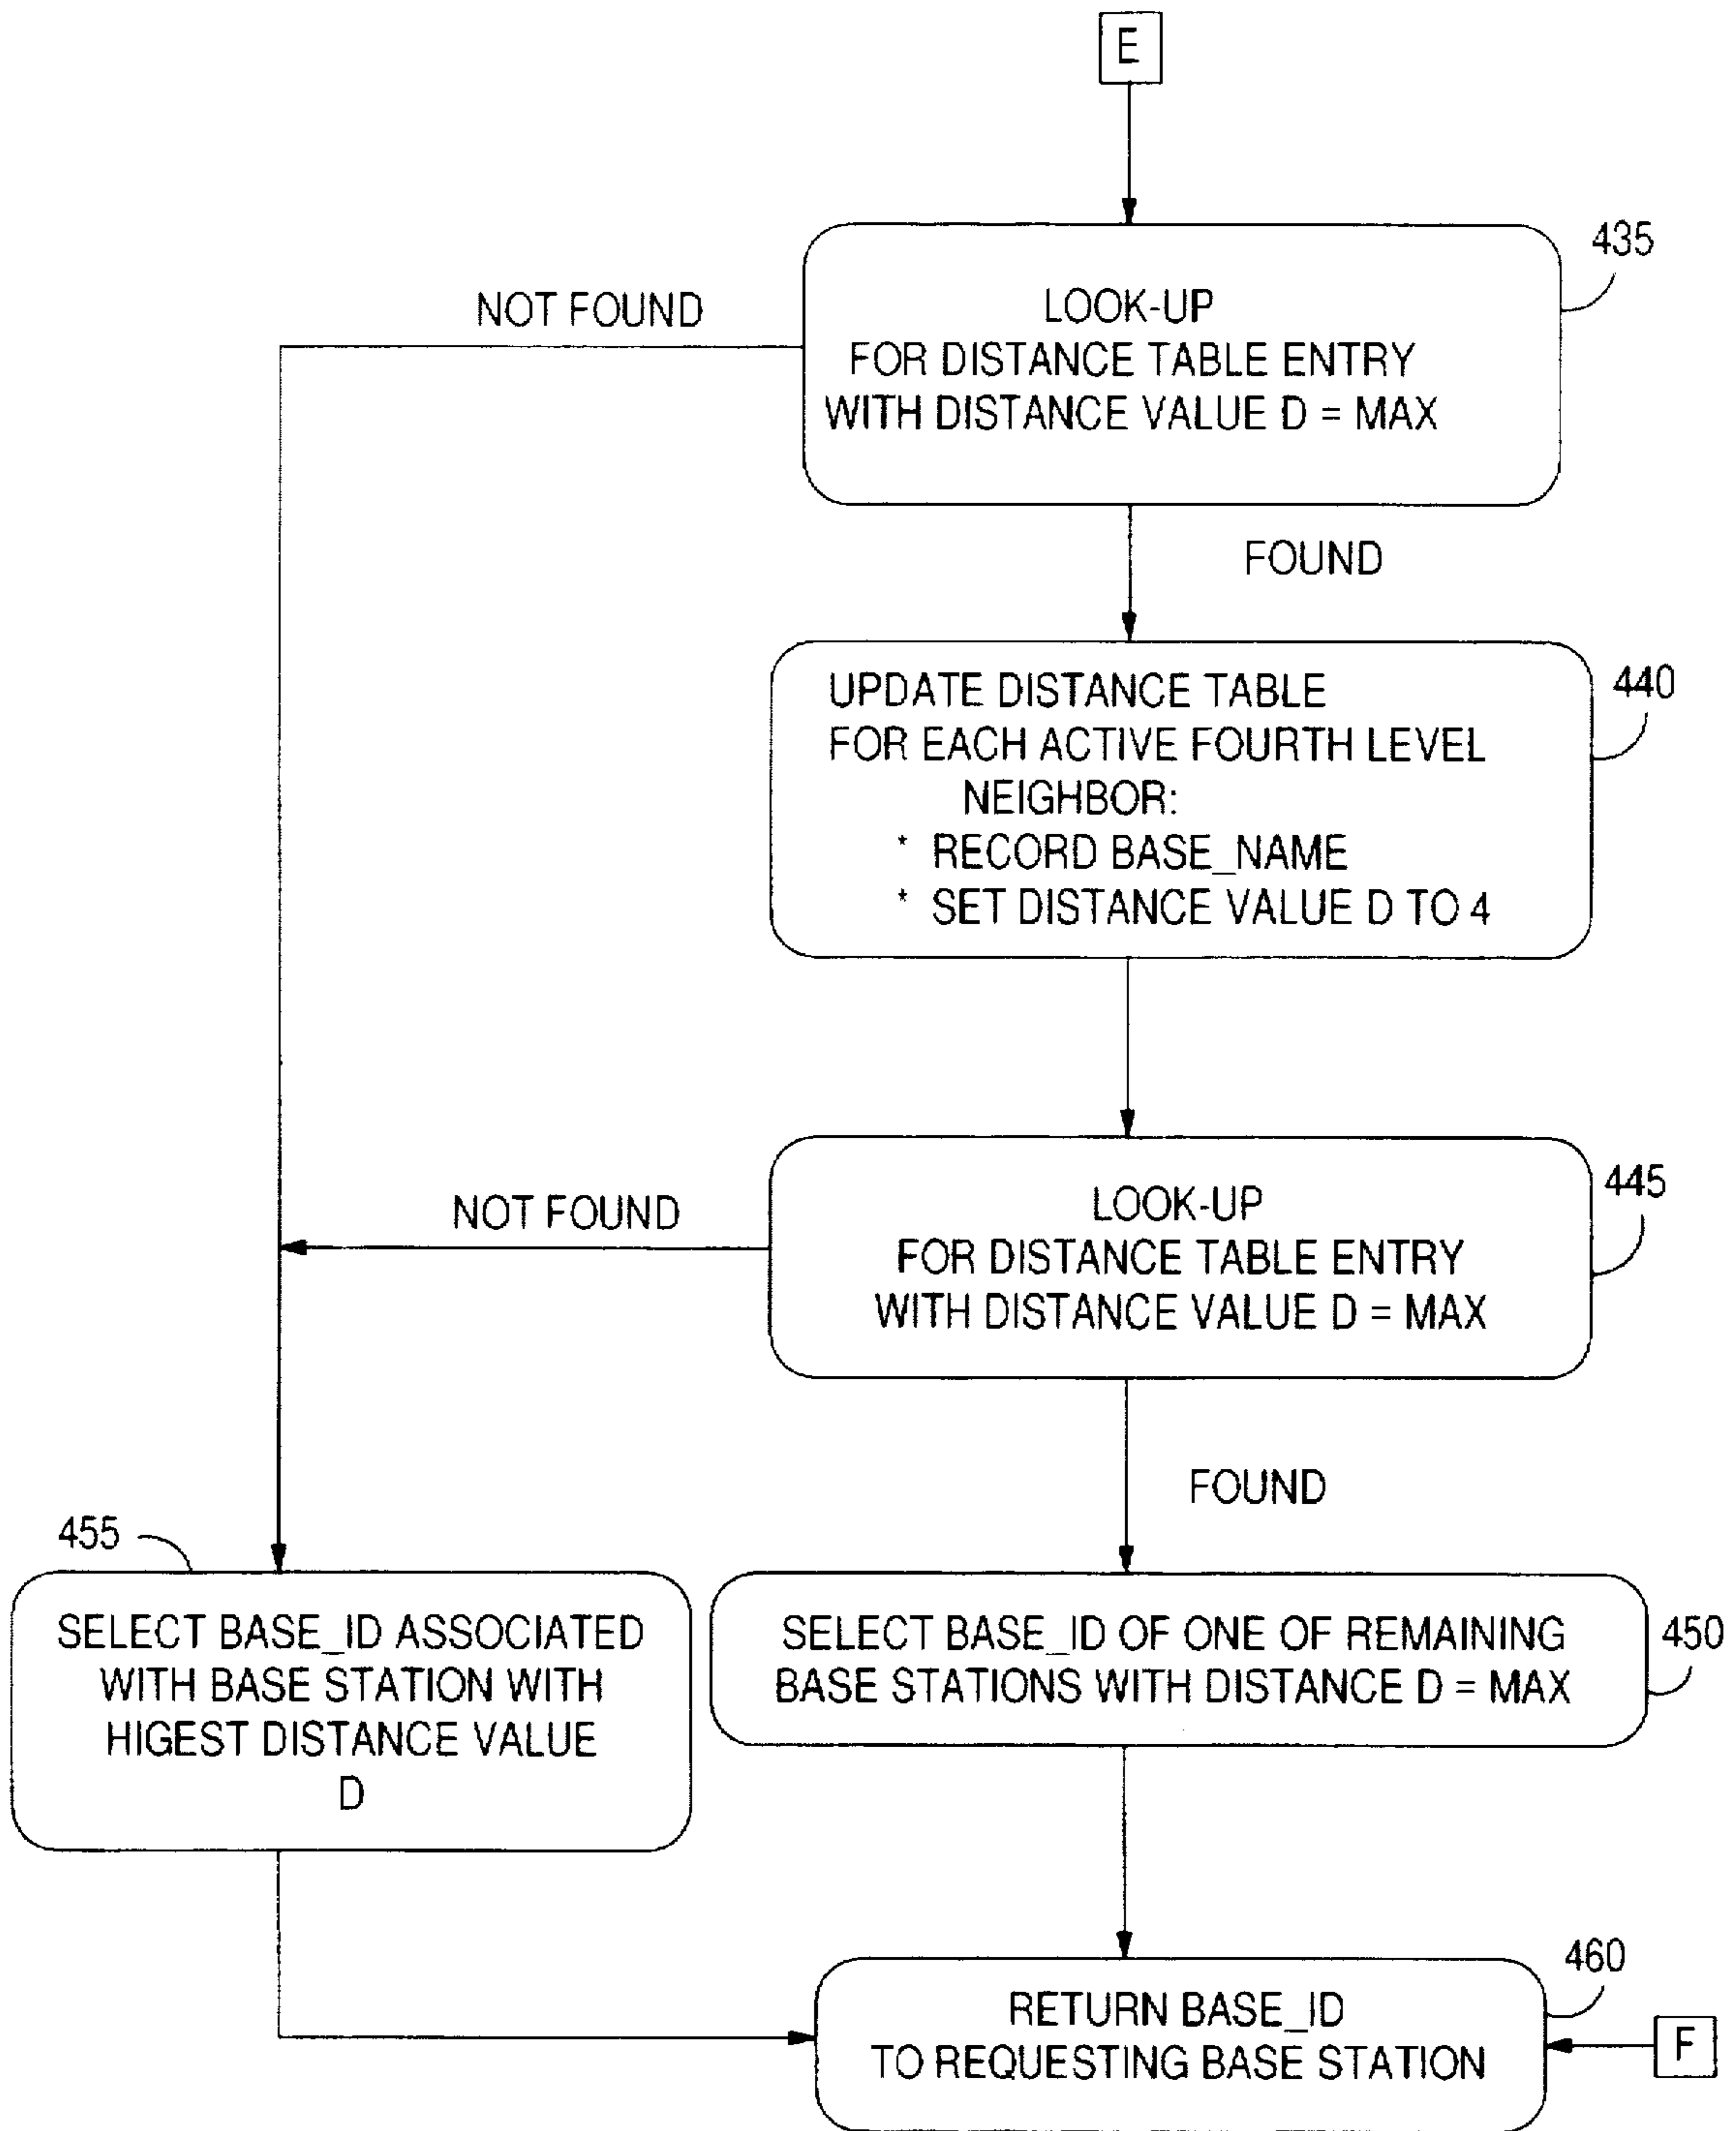 E
435
NOT FOUND
LOOK-UP
FOR DISTANCE TABLE ENTRY
WITH DISTANCE VALUE D = MAX
FOUND
440
UPDATE DISTANCE TABLE
FOR EACH ACTIVE FOURTH LEVEL
NEIGHBOR:
* RECORD BASE_NAME
* SET DISTANCE VALUE D TO 4
445
NOT FOUND
LOOK-UP
FOR DISTANCE TABLE ENTRY
WITH DISTANCE VALUE D = MAX
FOUND
455
SELECT BASE_ID ASSOCIATED
WITH BASE STATION WITH
HIGEST DISTANCE VALUE
D
SELECT BASE_ID OF ONE OF REMAINING
BASE STATIONS WITH DISTANCE D = MAX
450
460
RETURN BASE_ID
TO REQUESTING BASE STATION
F